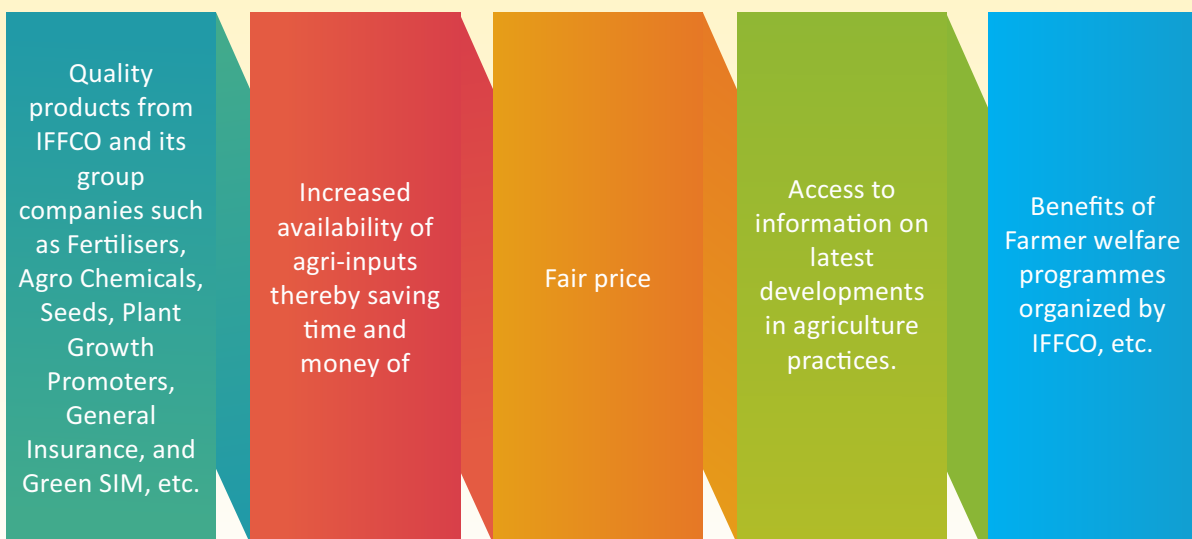 Quality
products from
IFFCO and its
group
companies such
as Fertilisers,
Agro Chemicals,
Seeds, Plant
Growth
Promoters,
General
Insurance, and
Green SIM, etc.
Increased
availability of
agri-inputs
thereby saving
time and
money of
Fair price
Access to
information on
latest
developments
in agriculture
practices.
Benefits of
Farmer welfare
programmes
organized by
IFFCO, etc.